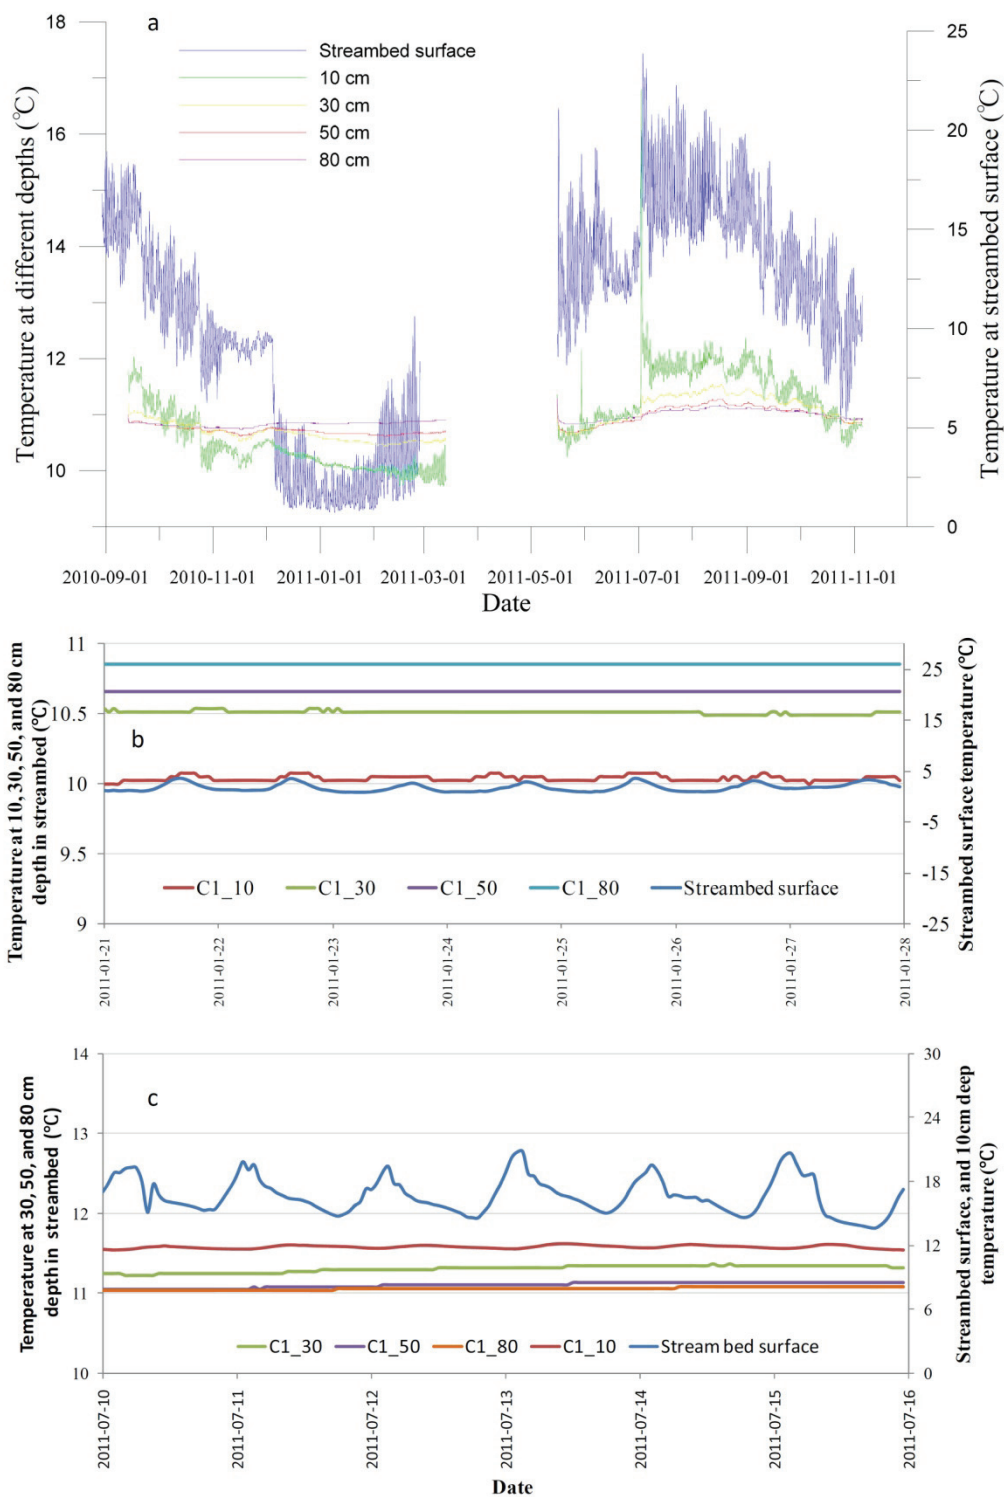 a
Temperature at different depths (℃)
18
16
14
12
10
Streambed surface
10 cm
30 cm
50 cm
80 cm
25
20
15
10
5
0
Temperature at streambed surface (℃)
2010-09-01 2010-11-01 2011-01-01 2011-03-01 2011-05-01 2011-07-01 2011-09-01 2011-11-01
Date
b
Temperature at 10, 30, 50, and 80 cm
depth in streambed (℃)
11
10.5
10
9.5
9
25
15
5
-5
-15
-25
Streambed surface temperature (℃)
C1_10 C1_30 C1_50 C1_80 Streambed surface
2011-01-21 2011-01-22 2011-01-23 2011-01-24 2011-01-25 2011-01-26 2011-01-27 2011-01-28
c
Temperature at 30, 50, and 80 cm
depth in streambed (℃)
14
13
12
11
10
30
24
18
12
6
0
Streambed surface, and 10cm deep
temperature (℃)
C1_30 C1_50 C1_80 C1_10 Stream bed surface
2011-07-10 2011-07-11 2011-07-12 2011-07-13 2011-07-14 2011-07-15 2011-07-16
Date